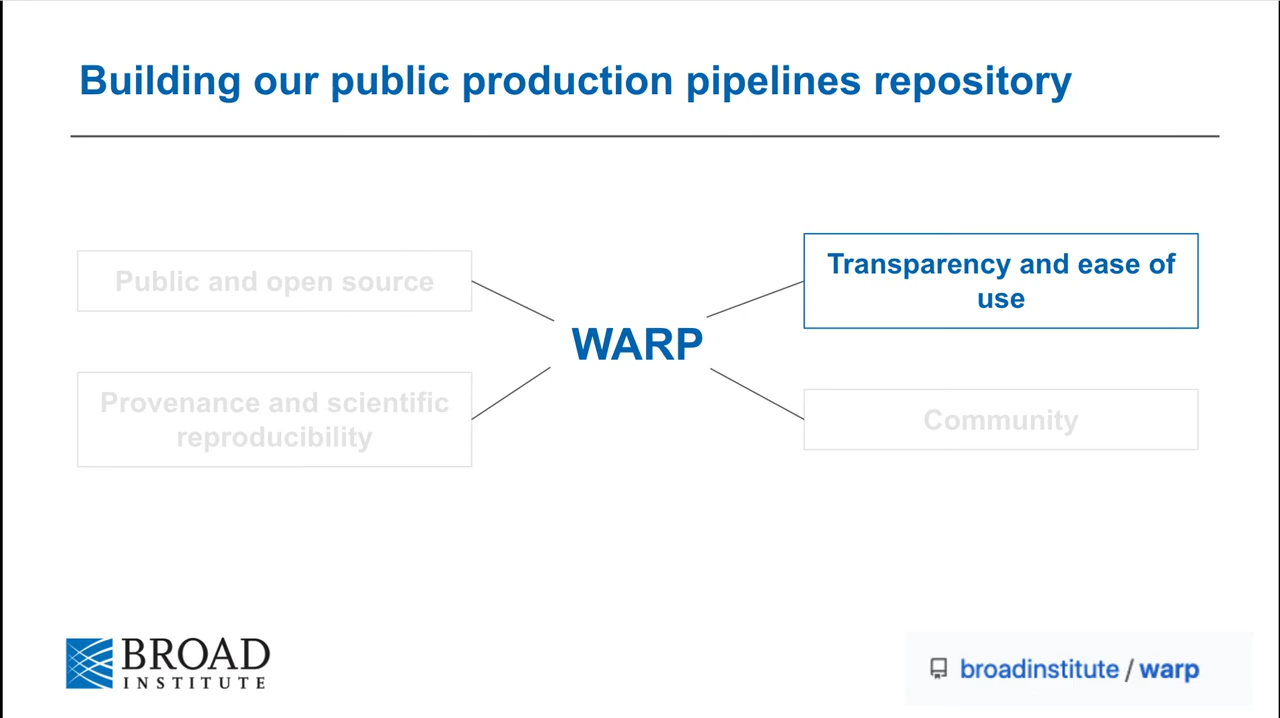 Building our public production pipelines repository
Public and open source
Transparency and ease of
use
WARP
Provenance and scientific
reproducibility
Community
BROAD
INSTITUTE
broadinstitute / warp